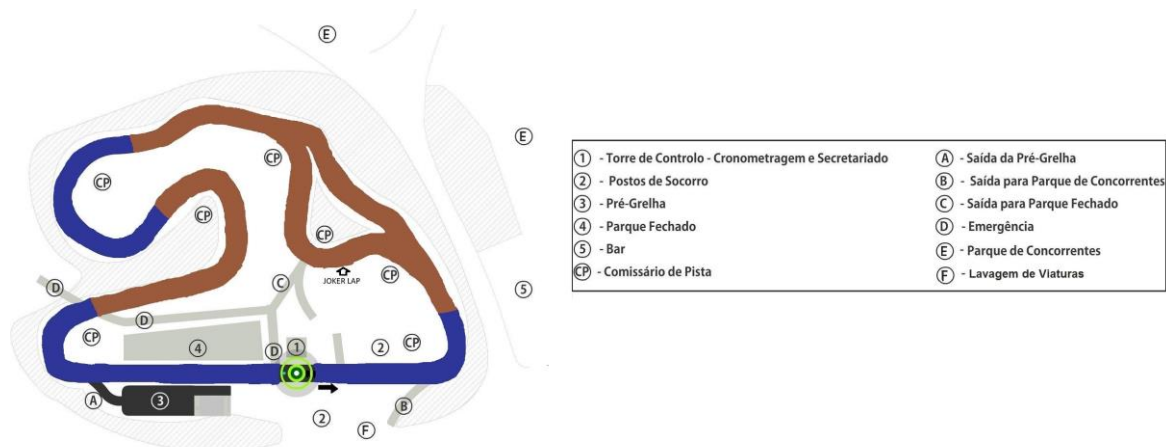 E
E
CP
CP
CP
CP
CP
JOKER LAP
C
D
5
D
CP
CP
4
D
1
2
A
3
B
2
F
1 - Torre de Controlo - Cronometragem e Secretariado
2 - Postos de Socorro
3 - Pré-Grelha
4 - Parque Fechado
5 - Bar
CP - Comissário de Pista
A - Saída da Pré-Grelha
B - Saída para Parque de Concorrentes
C - Saída para Parque Fechado
D - Emergência
E - Parque de Concorrentes
F - Lavagem de Viaturas